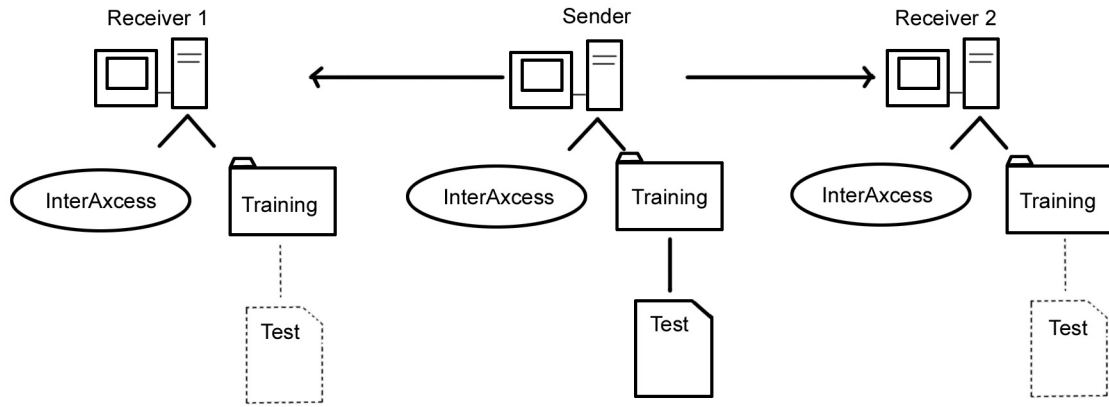 Receiver 1
Sender
Receiver 2
InterAxcess
Training
InterAxcess
Training
InterAxcess
Training
Test
Test
Test